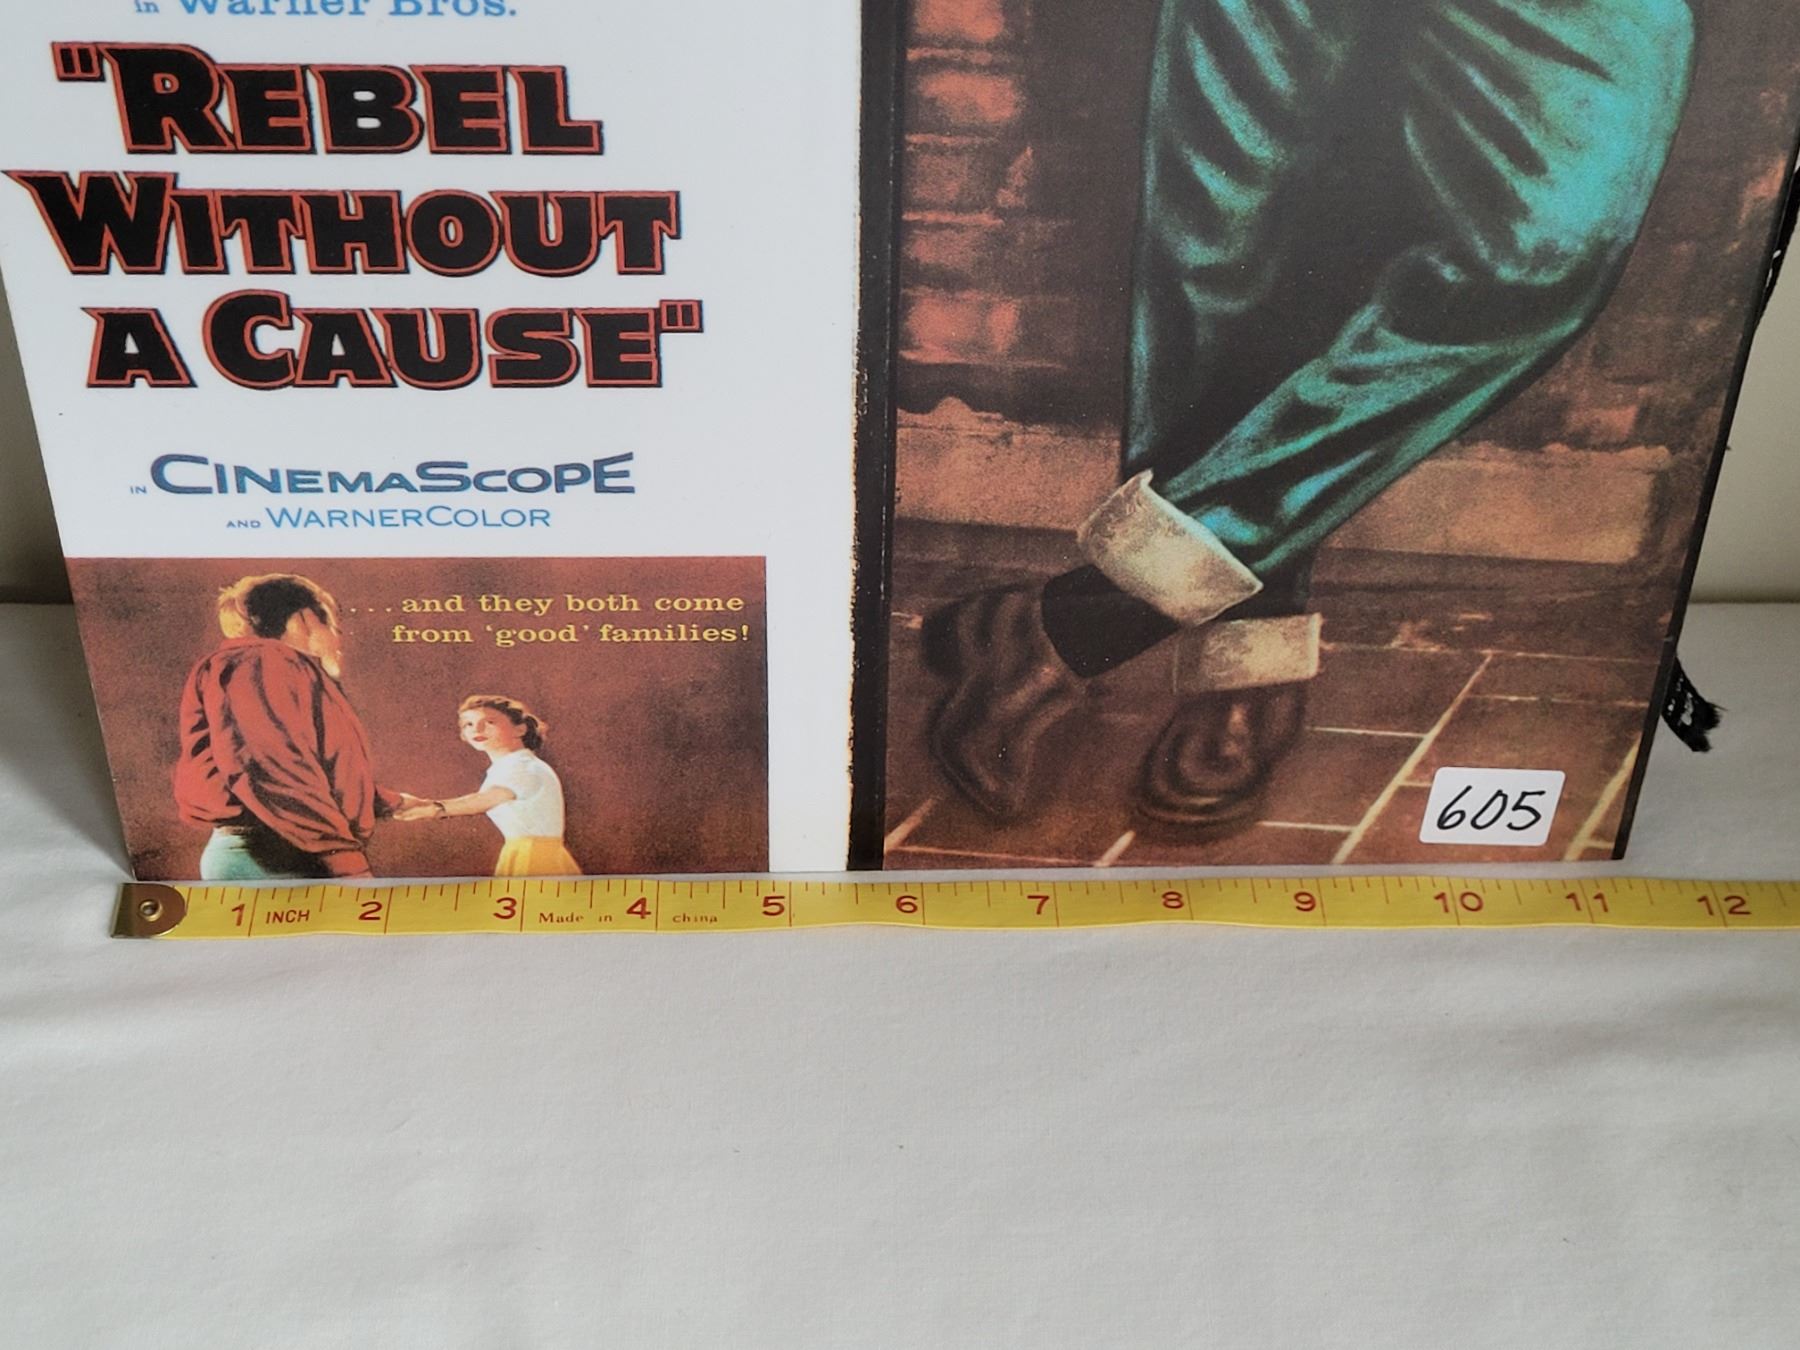 in Warner Bros.
"REBEL
WITHOUT
A CAUSE"
IN CINEMASCOPE
AND WARNERCOLOR
...and they both come
from 'good' families!
605
1 INCH 2 3 Made in 4 china 5 6 7 8 9 10 11 12